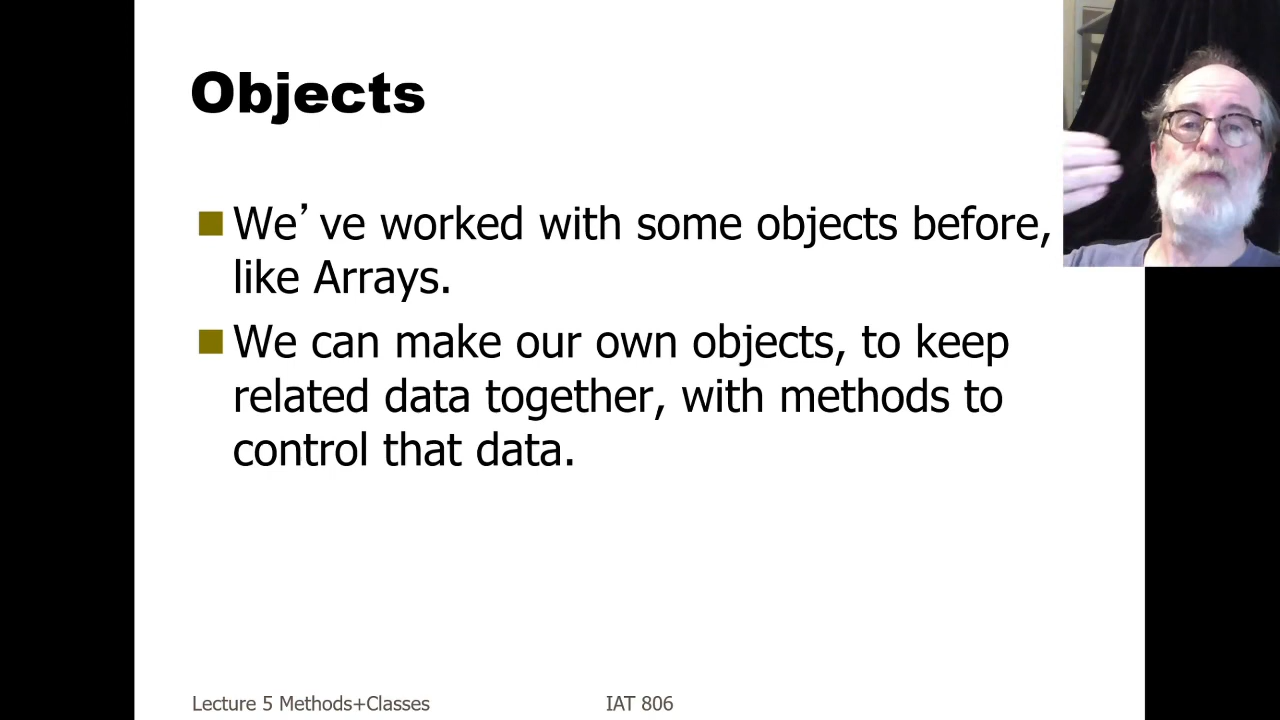 Objects
We’ve worked with some objects before,
like Arrays.
We can make our own objects, to keep
related data together, with methods to
control that data.
Lecture 5 Methods+Classes
IAT 806